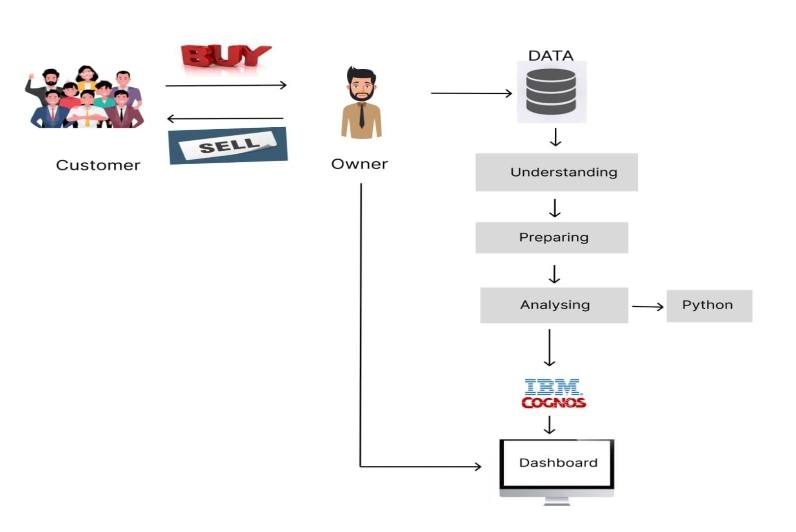 BUY
DATA
SELL
Customer
Owner
Understanding
Preparing
Analysing
Python
IBM.
COGNOS
Dashboard